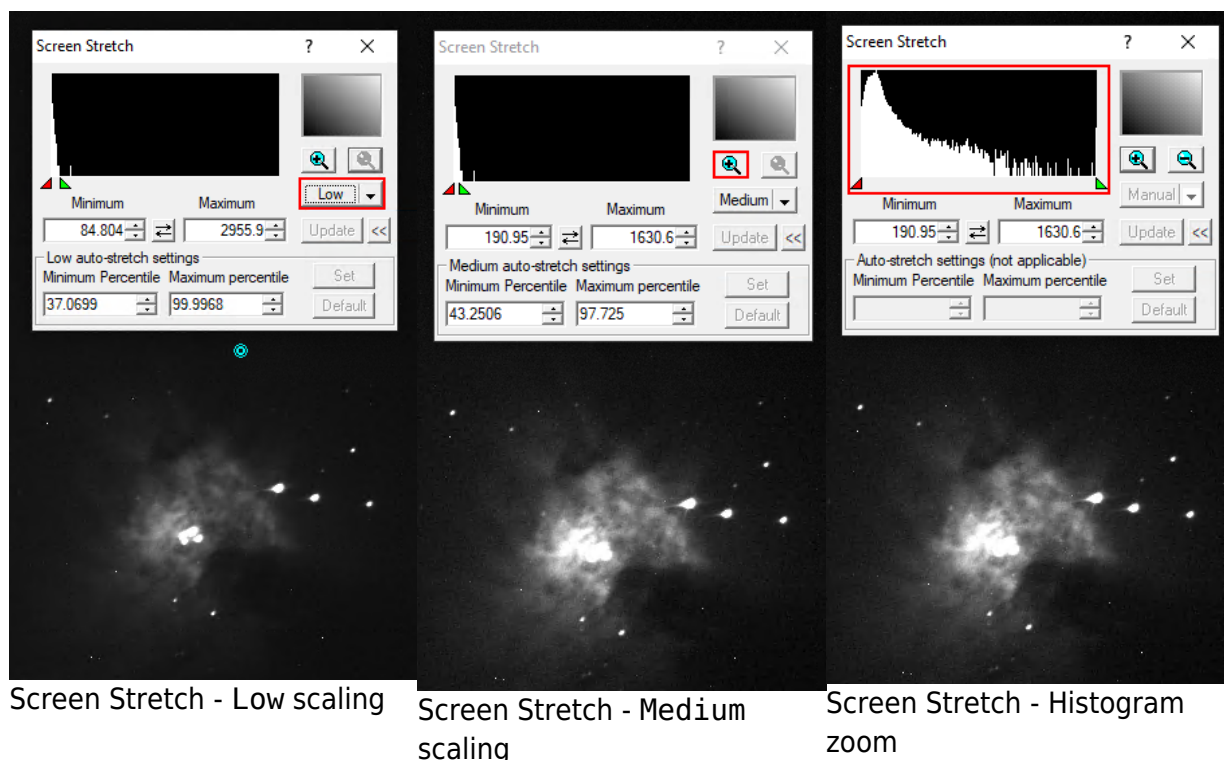 Screen Stretch ? ×
Low
Minimum Maximum
84.804 2955.9 Update <<
Low auto-stretch settings
Minimum Percentile Maximum percentile Set
37.0699 99.9968 Default
Screen Stretch - Low scaling
Screen Stretch ? ×
Medium
Minimum Maximum
190.95 1630.6 Update <<
Medium auto-stretch settings
Minimum Percentile Maximum percentile Set
43.2506 97.725 Default
Screen Stretch - Medium
scaling
Screen Stretch ? ×
Manual
Minimum Maximum
190.95 1630.6 Update <<
Auto-stretch settings (not applicable)
Minimum Percentile Maximum percentile Set
Default
Screen Stretch - Histogram
zoom